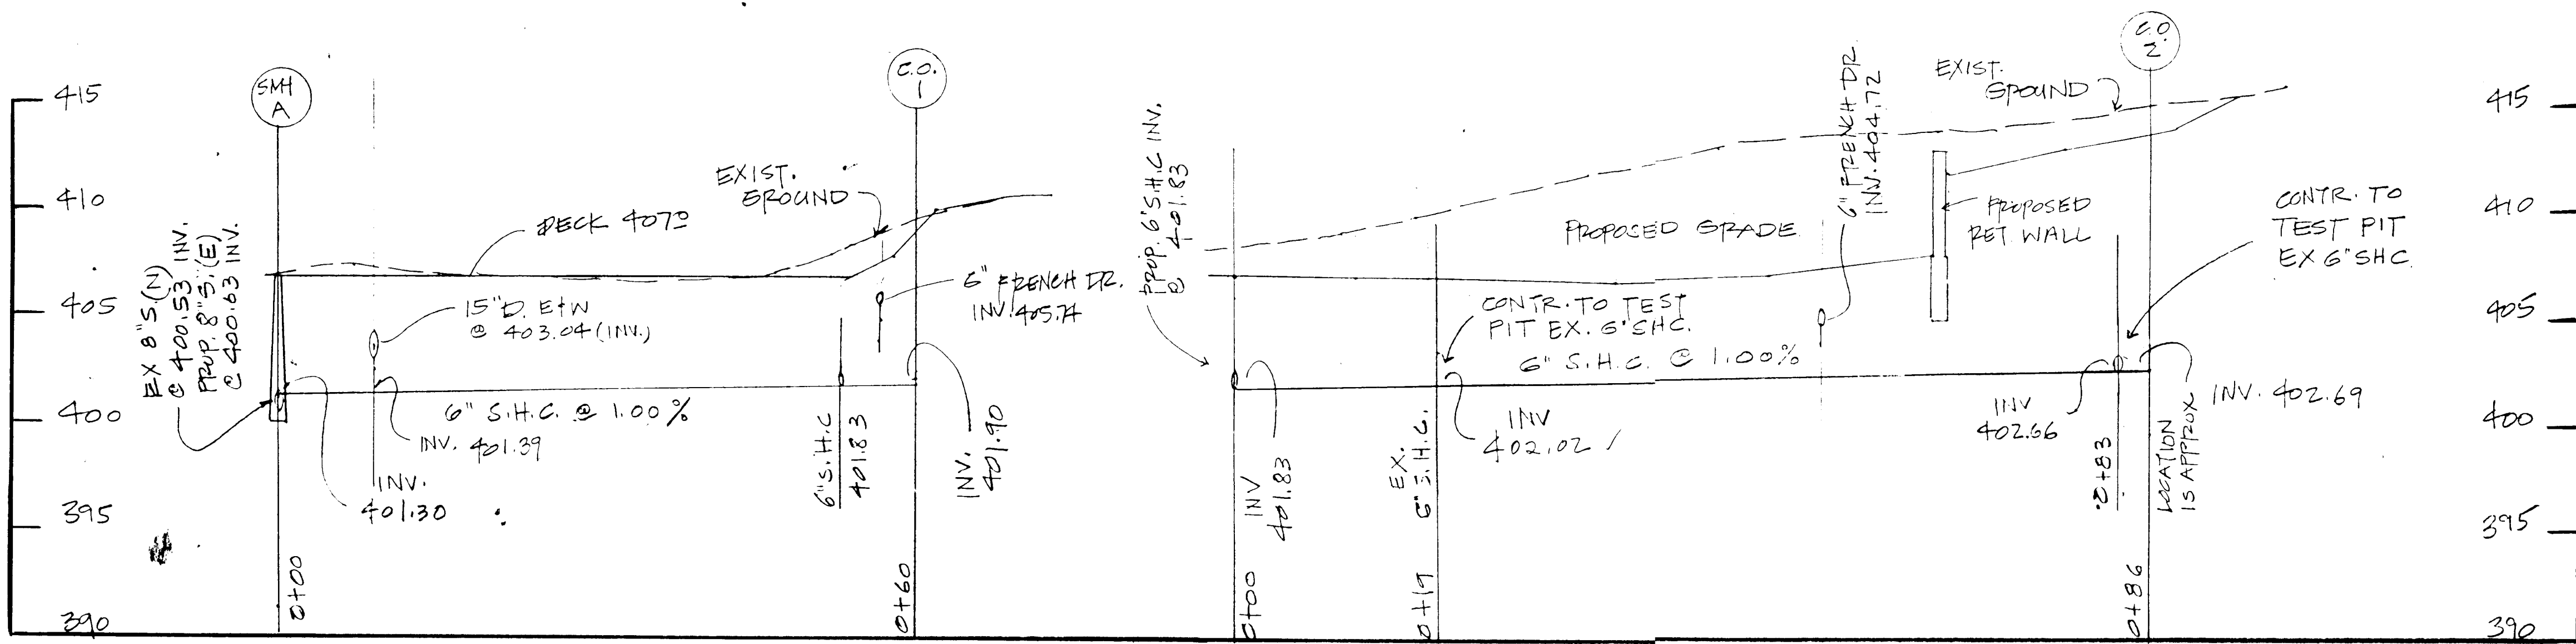 415
410
405
400
395
390
SMH
A
EX 8"S.(N)
@ 400.53 INV.
PROP. 8"S.(E)
@ 400.63 INV.
DECK 407.0
15"D. E+W
@ 403.04 (INV.)
6" S.H.C. @ 1.00%
INV. 401.39
INV.
401.30
0+00
EXIST.
GROUND
C.O.
1
6" FRENCH DR.
INV. 405.74
6"S.H.C
401.83
INV.
401.90
0+60
PROP. 6"S.H.C INV.
@ 401.83
INV
401.83
0+00
EX.
6" S.H.C.
0+19
CONTR. TO TEST
PIT EX. 6"SHC.
6" S.H.C. @ 1.00%
INV
402.02
PROPOSED GRADE
6" FRENCH DR
INV. 404.72
EXIST.
GROUND
PROPOSED
RET. WALL
C.O.
2
CONTR. TO
TEST PIT
EX 6"SHC
INV
402.66
INV. 402.69
0+83
LOCATION
IS APPROX
0+86
415
410
405
400
395
390